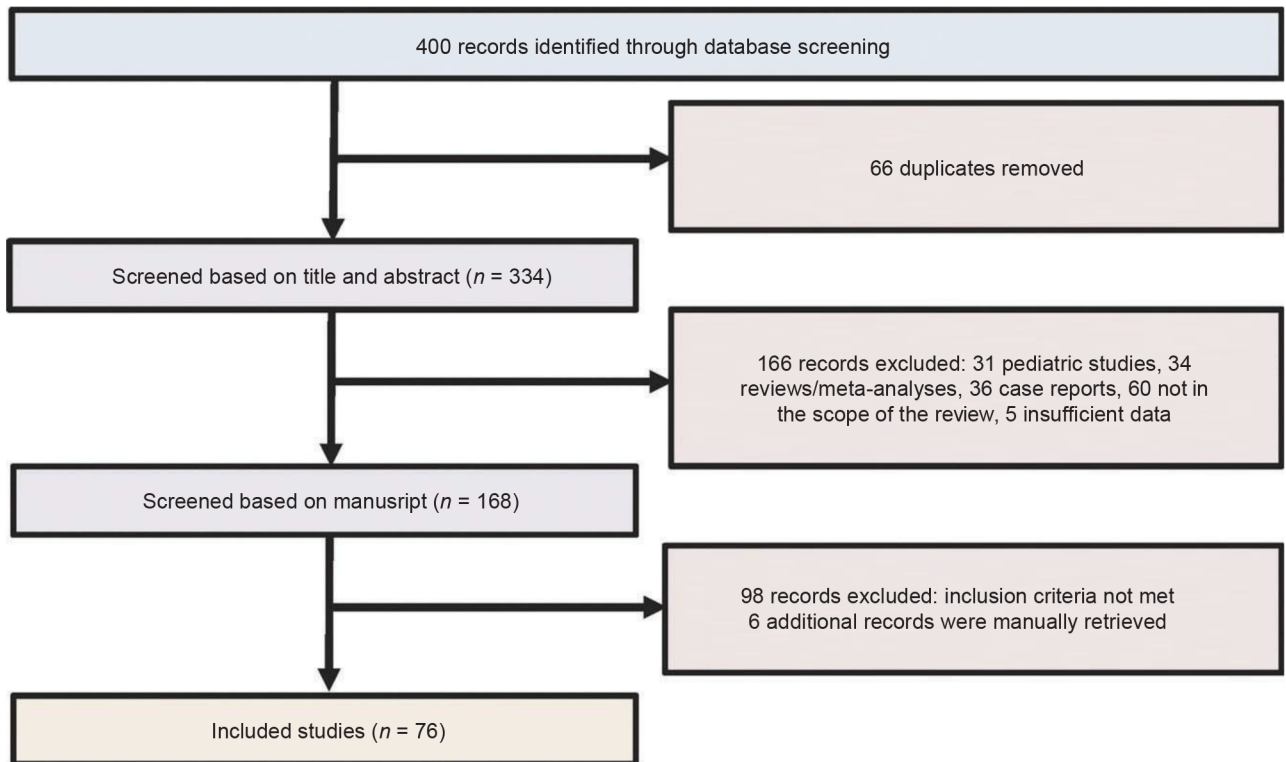 400 records identified through database screening
66 duplicates removed
Screened based on title and abstract (n = 334)
166 records excluded: 31 pediatric studies, 34
reviews/meta-analyses, 36 case reports, 60 not in
the scope of the review, 5 insufficient data
Screened based on manusript (n = 168)
98 records excluded: inclusion criteria not met
6 additional records were manually retrieved
Included studies (n = 76)